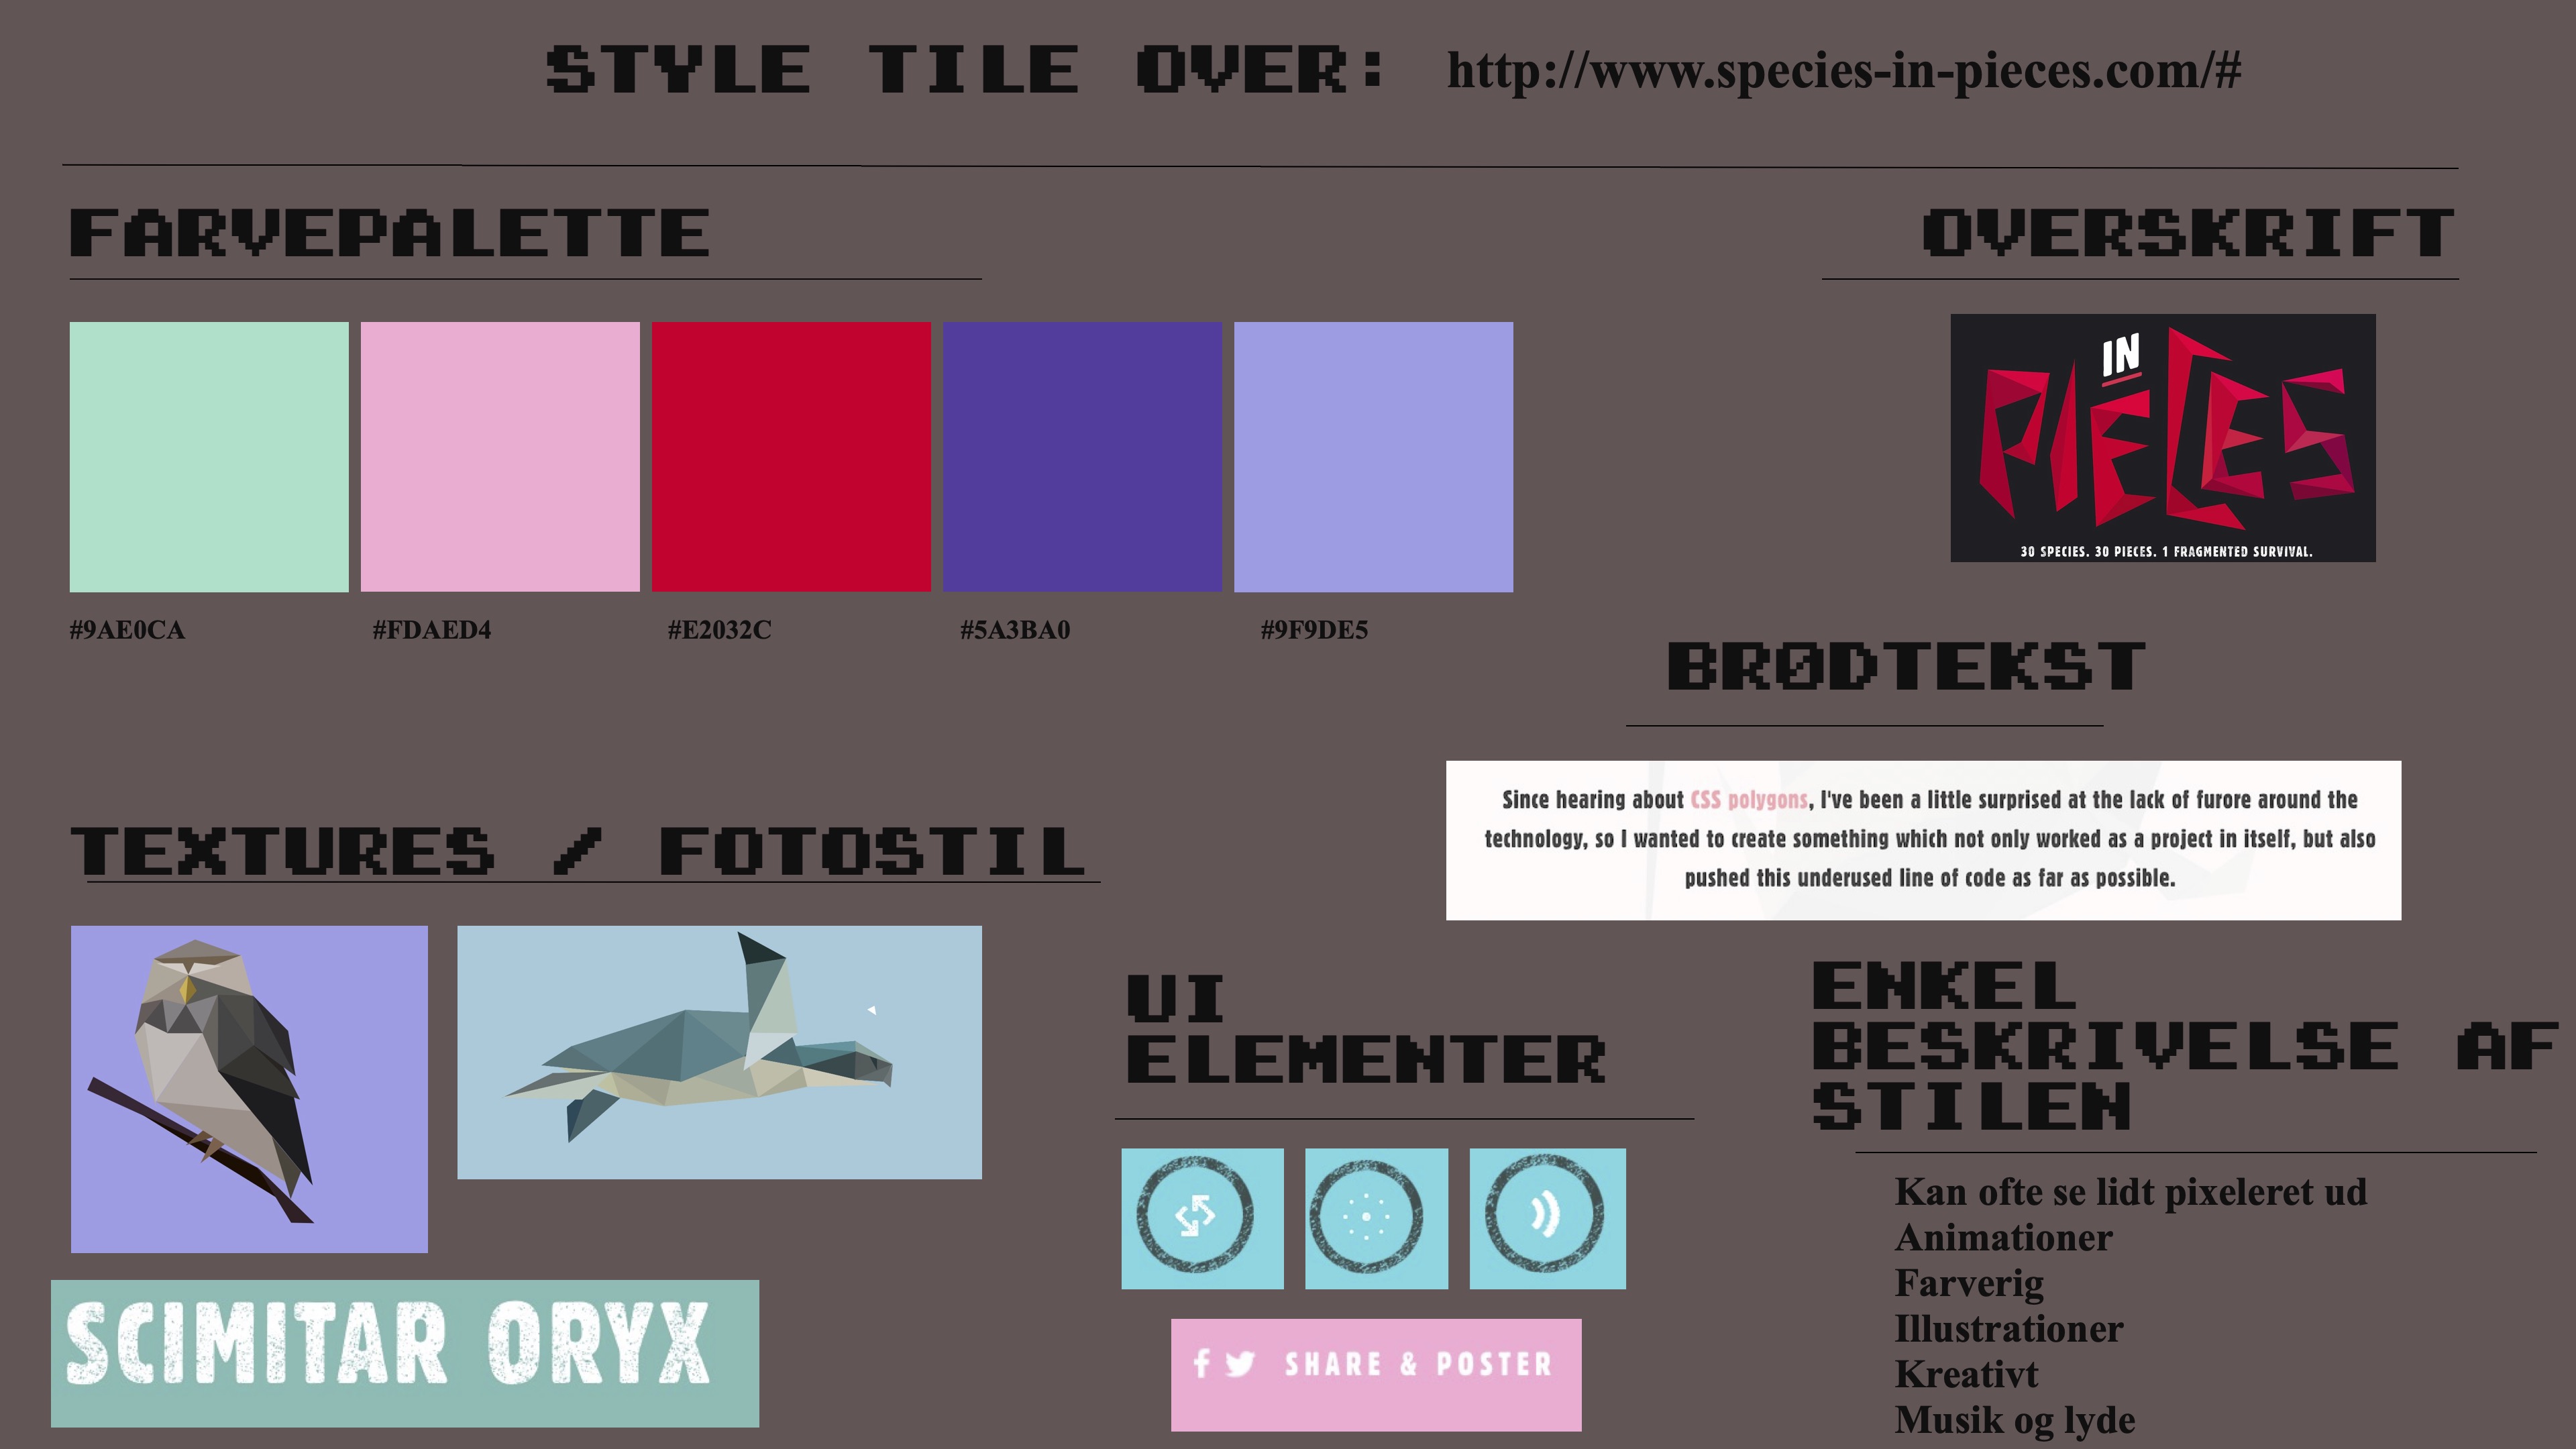 STYLE TILE OVER: http://www.species-in-pieces.com/#
FARVEPALETTE
#9AE0CA
#FDAED4
#E2032C
#5A3BA0
#9F9DE5
OVERSKRIFT
IN
PIECES
30 SPECIES. 30 PIECES. 1 FRAGMENTED SURVIVAL.
BRØDTEKST
Since hearing about CSS polygons, I've been a little surprised at the lack of furore around the
technology, so I wanted to create something which not only worked as a project in itself, but also
pushed this underused line of code as far as possible.
TEXTURES / FOTOSTIL
SCIMITAR ORYX
UI
ELEMENTER
SHARE & POSTER
ENKEL
BESKRIVELSE AF
STILEN
Kan ofte se lidt pixeleret ud
Animationer
Farverig
Illustrationer
Kreativt
Musik og lyde